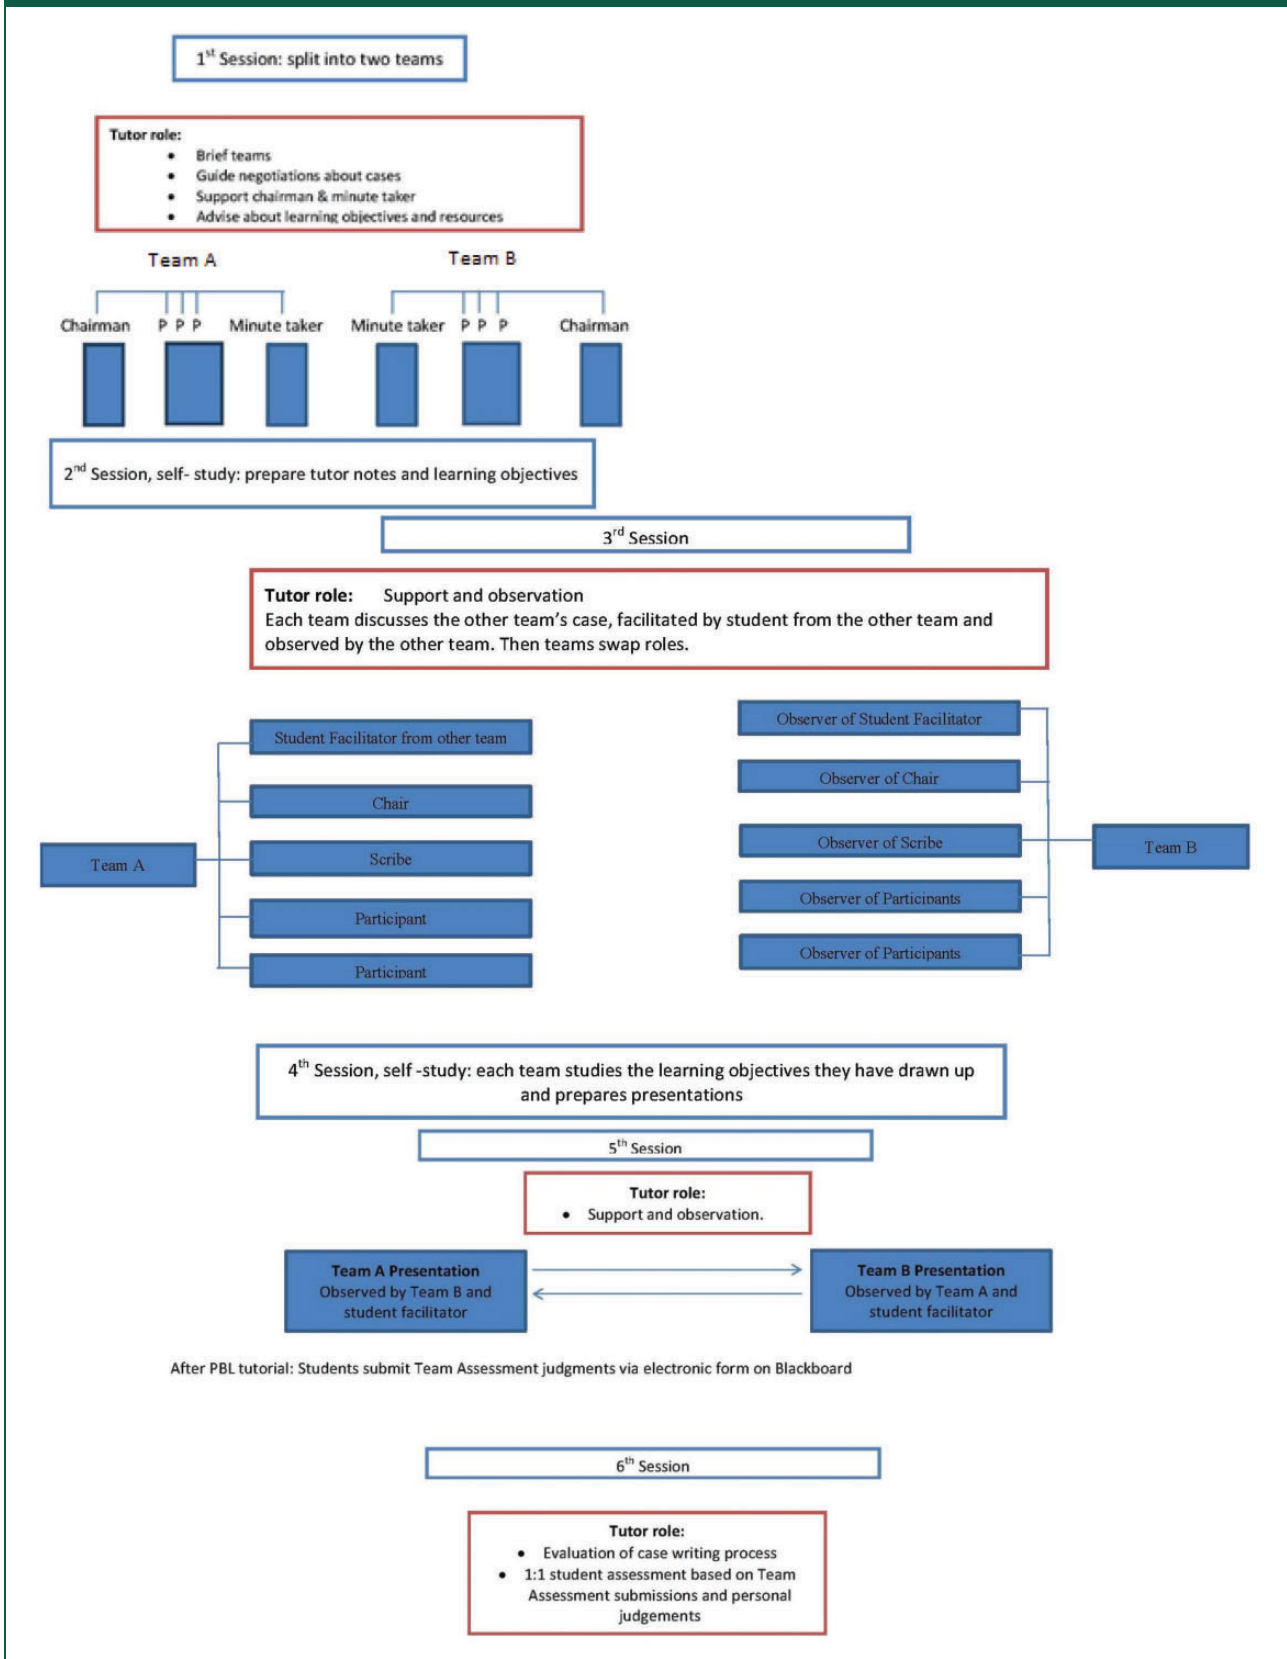 1st Session: split into two teams
Tutor role:
• Brief teams
• Guide negotiations about cases
• Support chairman & minute taker
• Advise about learning objectives and resources
Team A
Team B
Chairman P P P Minute taker
Minute taker P P P Chairman
2nd Session, self- study: prepare tutor notes and learning objectives
3rd Session
Tutor role: Support and observation
Each team discusses the other team's case, facilitated by student from the other team and
observed by the other team. Then teams swap roles.
Team A
Student Facilitator from other team
Chair
Scribe
Participant
Participant
Observer of Student Facilitator
Observer of Chair
Observer of Scribe
Observer of Participants
Observer of Participants
Team B
4th Session, self -study: each team studies the learning objectives they have drawn up
and prepares presentations
5th Session
Tutor role:
• Support and observation.
Team A Presentation
Observed by Team B and
student facilitator
Team B Presentation
Observed by Team A and
student facilitator
After PBL tutorial: Students submit Team Assessment judgments via electronic form on Blackboard
6th Session
Tutor role:
• Evaluation of case writing process
• 1:1 student assessment based on Team
Assessment submissions and personal
judgements